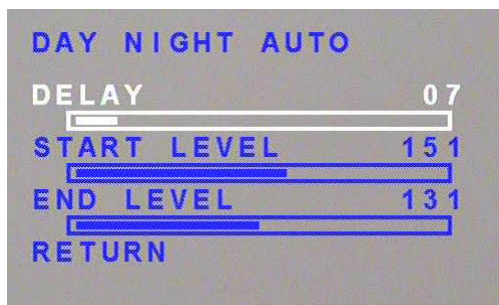 DAY NIGHT AUTO
DELAY 07
START LEVEL 151
END LEVEL 131
RETURN